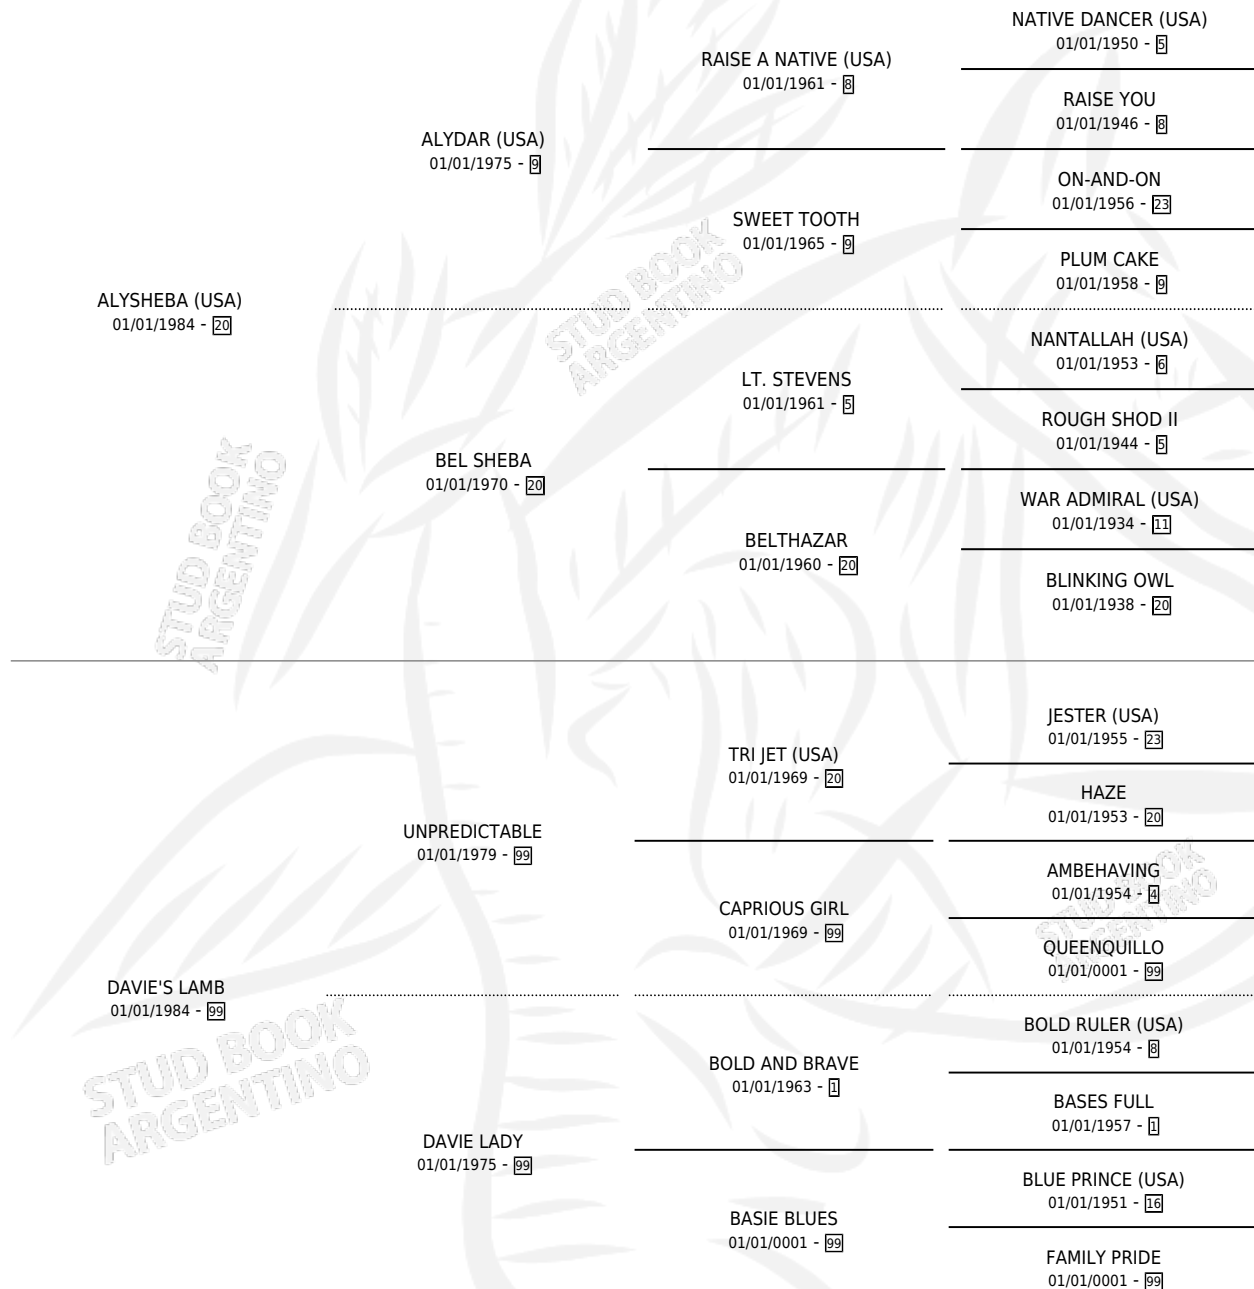 NATIVE DANCER (USA)
01/01/1950 - 5
RAISE A NATIVE (USA)
01/01/1961 - 8
RAISE YOU
01/01/1946 - 8
ALYDAR (USA)
01/01/1975 - 9
ON-AND-ON
01/01/1956 - 23
SWEET TOOTH
01/01/1965 - 9
PLUM CAKE
01/01/1958 - 9
ALYSHEBA (USA)
01/01/1984 - 20
NANTALLAH (USA)
01/01/1953 - 6
LT. STEVENS
01/01/1961 - 5
ROUGH SHOD II
01/01/1944 - 5
BEL SHEBA
01/01/1970 - 20
WAR ADMIRAL (USA)
01/01/1934 - 11
BELTHAZAR
01/01/1960 - 20
BLINKING OWL
01/01/1938 - 20
JESTER (USA)
01/01/1955 - 23
TRI JET (USA)
01/01/1969 - 20
HAZE
01/01/1953 - 20
UNPREDICTABLE
01/01/1979 - 99
AMBEHAVING
01/01/1954 - 4
CAPRIOUS GIRL
01/01/1969 - 99
QUEENQUILLO
01/01/0001 - 99
DAVIE'S LAMB
01/01/1984 - 99
BOLD RULER (USA)
01/01/1954 - 8
BOLD AND BRAVE
01/01/1963 - 1
BASES FULL
01/01/1957 - 1
DAVIE LADY
01/01/1975 - 99
BLUE PRINCE (USA)
01/01/1951 - 16
BASIE BLUES
01/01/0001 - 99
FAMILY PRIDE
01/01/0001 - 99
STUD BOOK
ARGENTINO
STUD BOOK
ARGENTINO
STUD BOOK
ARGENTINO
STUD BOOK
ARGENTINO